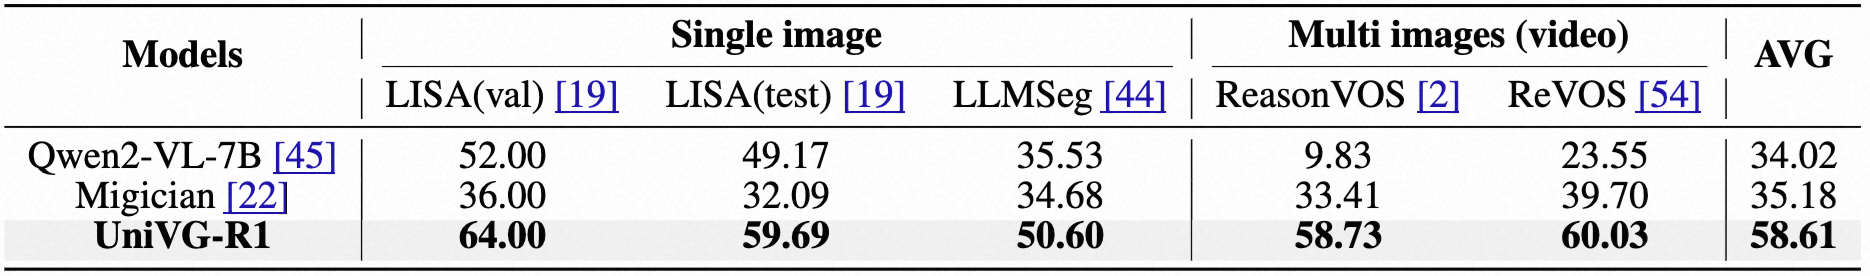 Models Single image Multi images (video) AVG
LISA(val) [19] LISA(test) [19] LLMSeg [44] ReasonVOS [2] ReVOS [54]
Qwen2-VL-7B [45] 52.00 49.17 35.53 9.83 23.55 34.02
Migician [22] 36.00 32.09 34.68 33.41 39.70 35.18
UniVG-R1 64.00 59.69 50.60 58.73 60.03 58.61